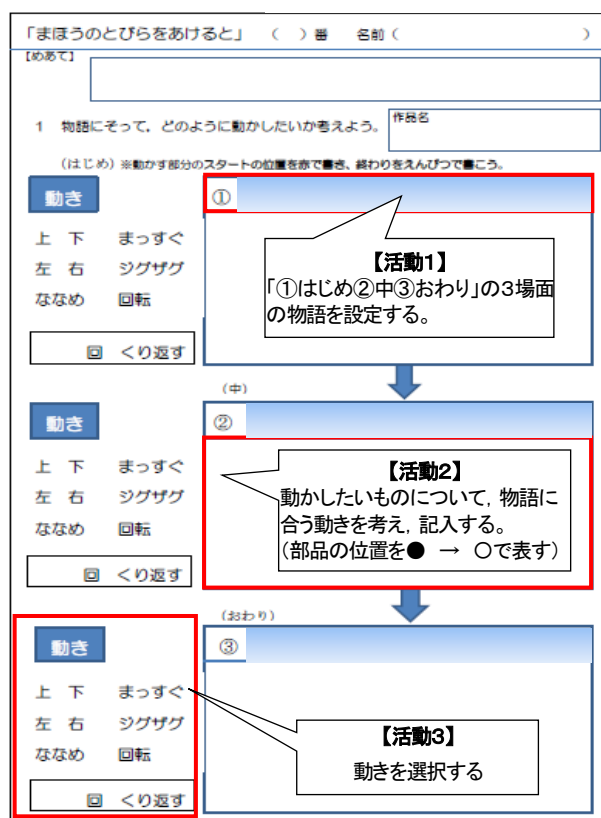 「まほうのとびらをあけると」 （ ）番 名前（ ）
【めあて】
1 物語にそって，どのように動かしたいか考えよう。
作品名
（はじめ）※動かす部分のスタートの位置を赤で書き、終わりをえんぴつで書こう。
動き
①
上 下 まっすぐ
左 右 ジグザグ
ななめ 回転
回 くり返す
【活動1】
「①はじめ②中③おわり」の3場面
の物語を設定する。
（中）
動き
②
上 下 まっすぐ
左 右 ジグザグ
ななめ 回転
回 くり返す
【活動2】
動かしたいものについて，物語に
合う動きを考え，記入する。
（部品の位置を● → ○で表す）
（おわり）
動き
③
上 下 まっすぐ
左 右 ジグザグ
ななめ 回転
回 くり返す
【活動3】
動きを選択する